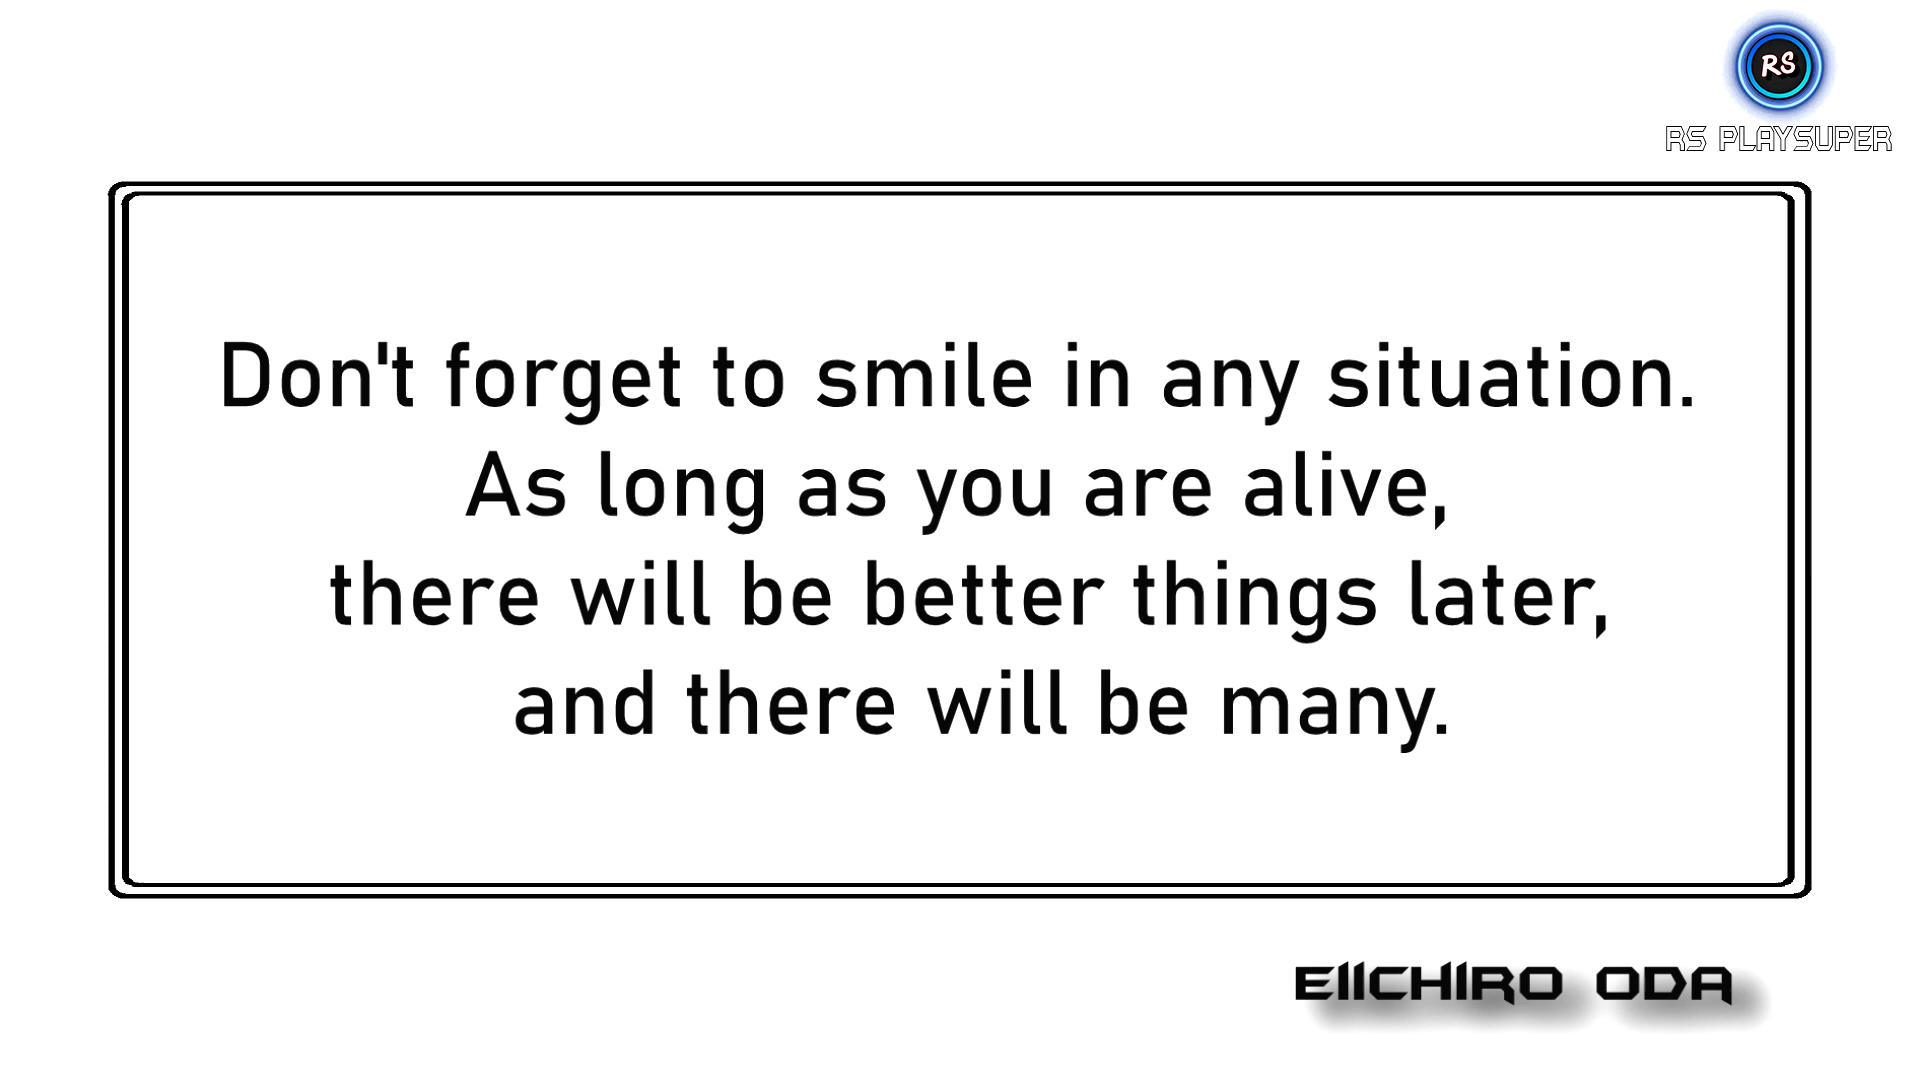 RS
RS PLAYSUPER
Don't forget to smile in any situation.
As long as you are alive,
there will be better things later,
and there will be many.
EIICHIRO ODA